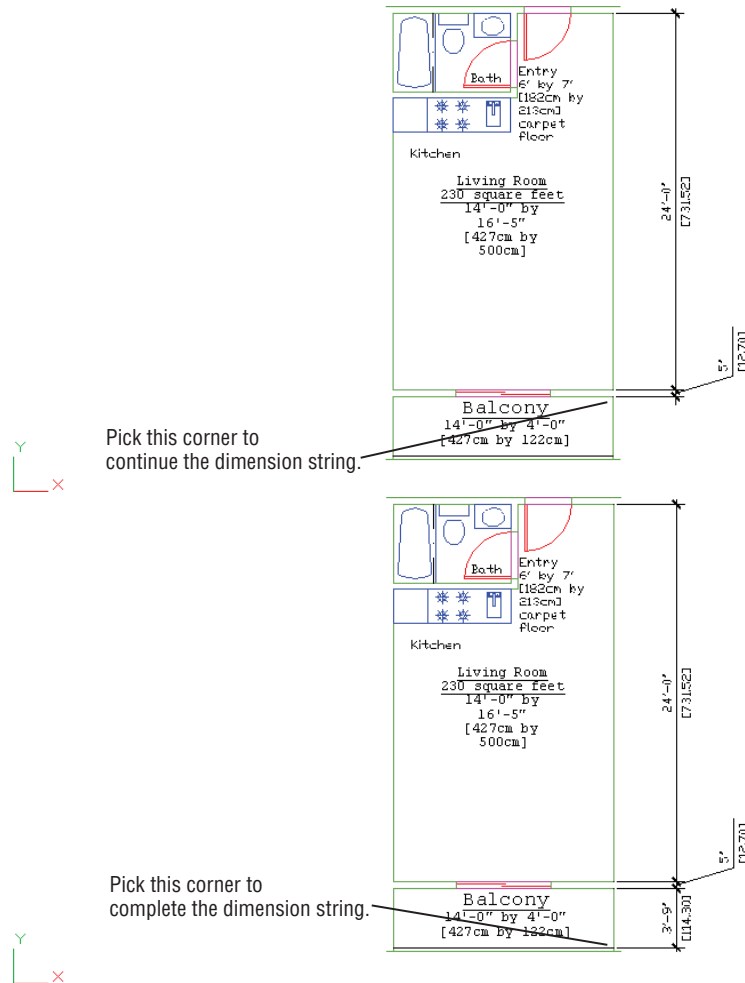 Bath
Entry
6' by 7'
[182cm by
213cm]
carpet
floor
Kitchen
Living Room
230 square feet
14'-0" by
16'-5"
[427cm by
500cm]
24'-0"
[731.52]
5"
[12.70]
Balcony
14'-0" by 4'-0"
[427cm by 122cm]
Pick this corner to
continue the dimension string.
Y
X
Bath
Entry
6' by 7'
[182cm by
213cm]
carpet
floor
Kitchen
Living Room
230 square feet
14'-0" by
16'-5"
[427cm by
500cm]
24'-0"
[731.52]
5"
[12.70]
Pick this corner to
complete the dimension string.
Balcony
14'-0" by 4'-0"
[427cm by 122cm]
3'-9"
[114.30]
Y
X